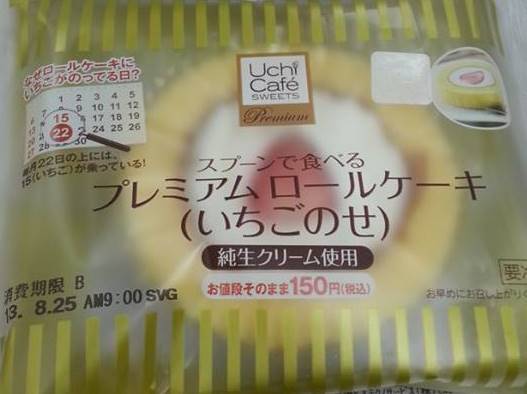 なぜロールケーキに
いちごがのってる日?
1 2 3 4 5
9 10 11 12
15
22
毎月22日の上には、
15(いちご)が乗っている!
Uchi
Café
SWEETS
Premium
スプーンで食べる
プレミアムロールケーキ
(いちごのせ)
純生クリーム使用
お値段そのまま150円(税込)
消費期限 B
13. 8.25 AM9:00 SVG
要冷
お早めにお召し上がり